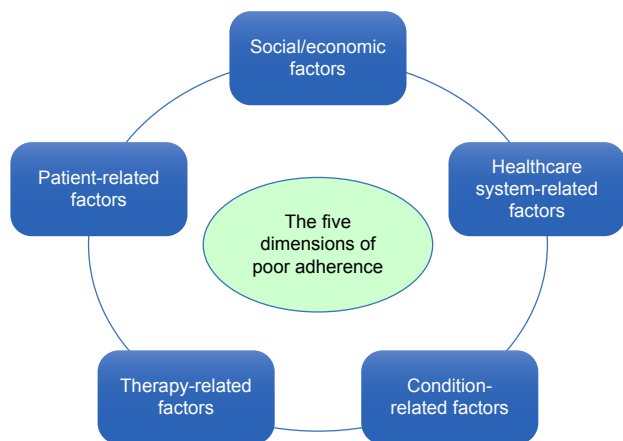 Social/economic
factors
Healthcare
system-related
factors
Condition-
related factors
Therapy-related
factors
Patient-related
factors
The five
dimensions of
poor adherence